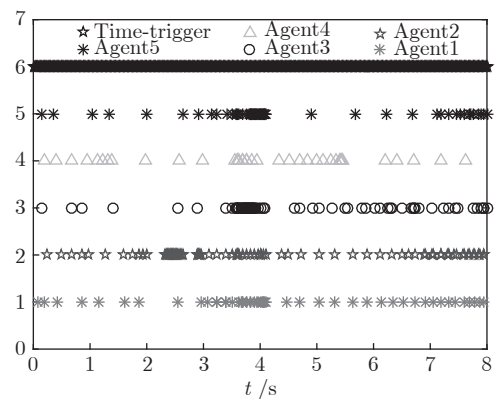 7
☆ Time-trigger △ Agent4 ☆ Agent2
✳ Agent5 ○ Agent3 ✳ Agent1
6
5
4
3
2
1
0
0 1 2 3 4 5 6 7 8
t /s